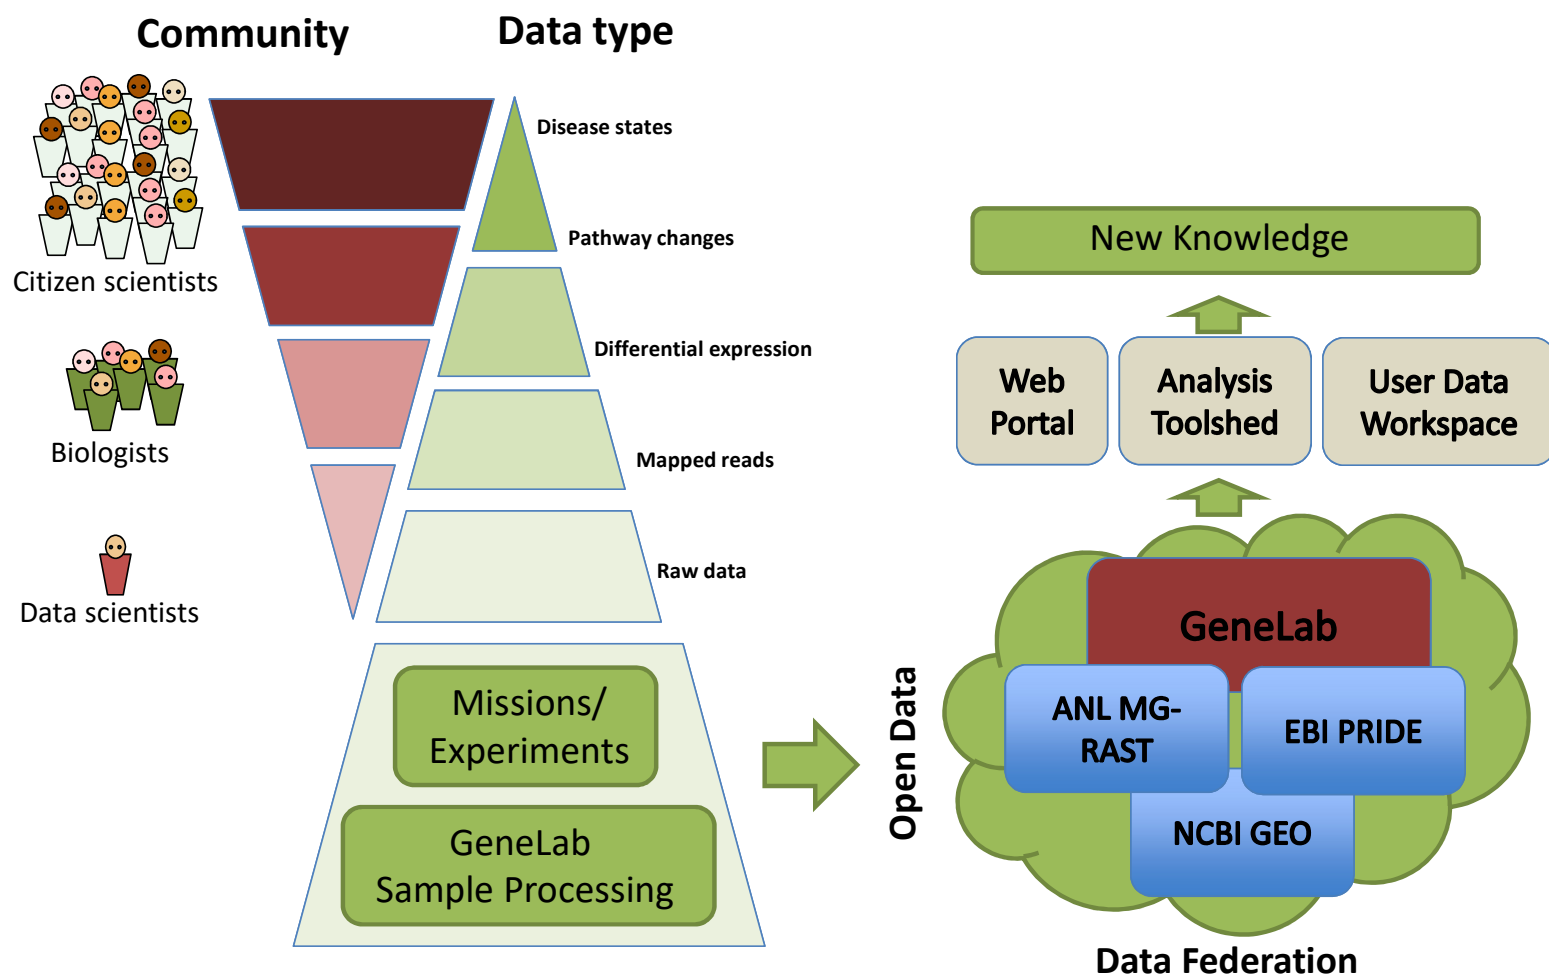 Community
Data type
Disease states
Pathway changes
Citizen scientists
Differential expression
Biologists
Mapped reads
Raw data
Data scientists
Missions/
Experiments
GeneLab
Sample Processing
New Knowledge
Web
Portal
Analysis
Toolshed
User Data
Workspace
GeneLab
ANL MG-
RAST
EBI PRIDE
NCBI GEO
Open Data
Data Federation